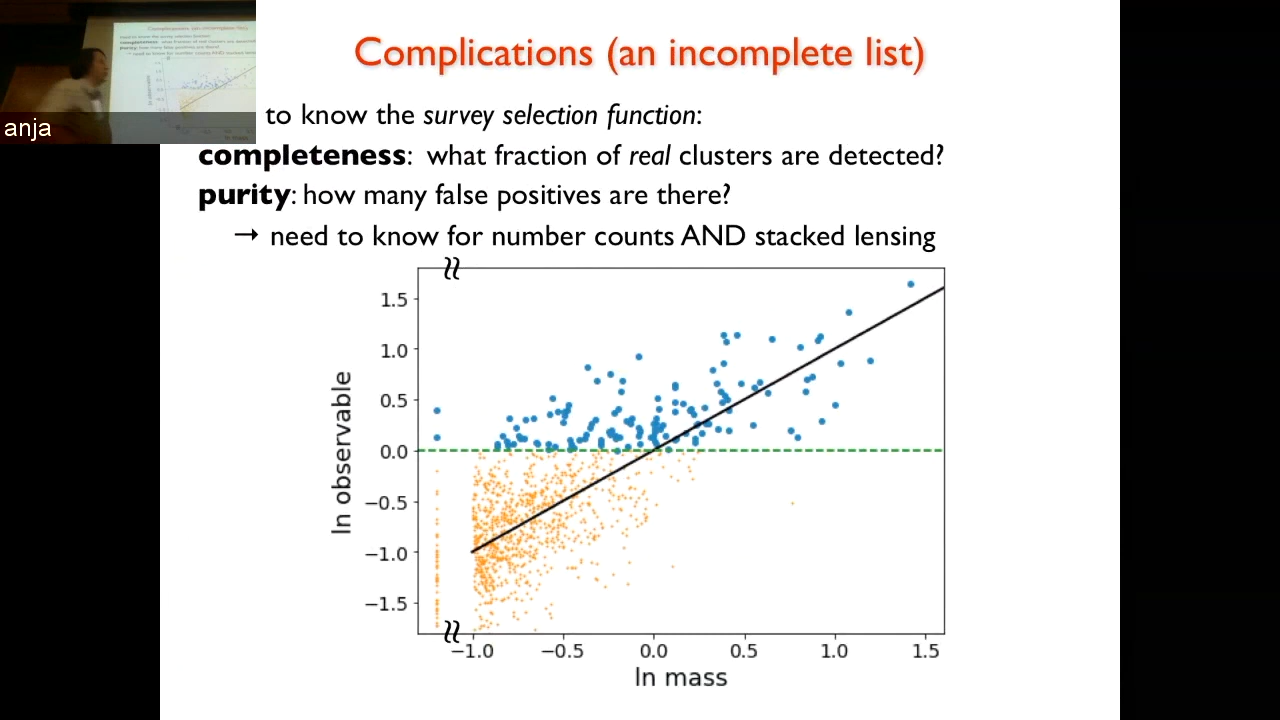 Complications (an incomplete list)
to know the survey selection function:
anja
completeness: what fraction of real clusters are detected?
purity: how many false positives are there?
→ need to know for number counts AND stacked lensing
1.5
1.0
0.5
0.0
−0.5
−1.0
−1.5
ln observable
−1.0 −0.5 0.0 0.5 1.0 1.5
ln mass